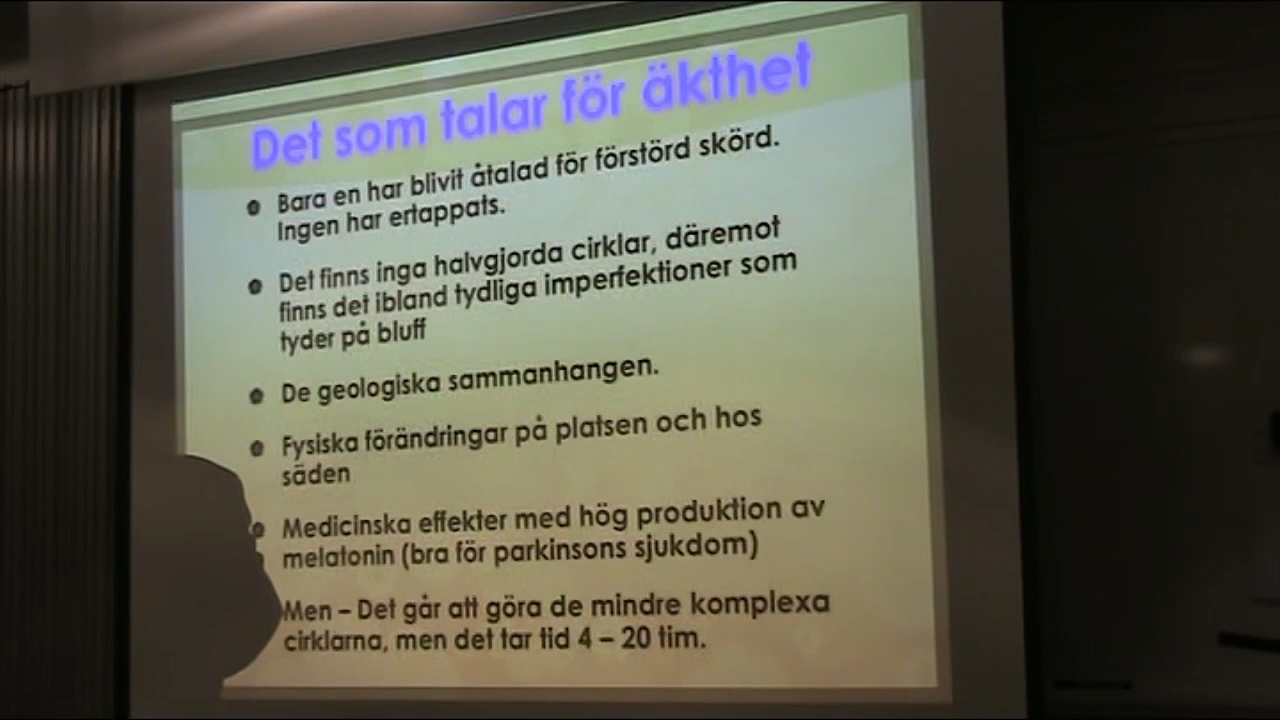 Det som talar för äkthet
Bara en har blivit åtalad för förstörd skörd.
Ingen har ertappats.
Det finns inga halvgjorda cirklar, däremot
finns det ibland tydliga imperfektioner som
tyder på bluff
De geologiska sammanhangen.
Fysiska förändringar på platsen och hos
säden
Medicinska effekter med hög produktion av
melatonin (bra för parkinsons sjukdom)
Men – Det går att göra de mindre komplexa
cirklarna, men det tar tid 4 – 20 tim.